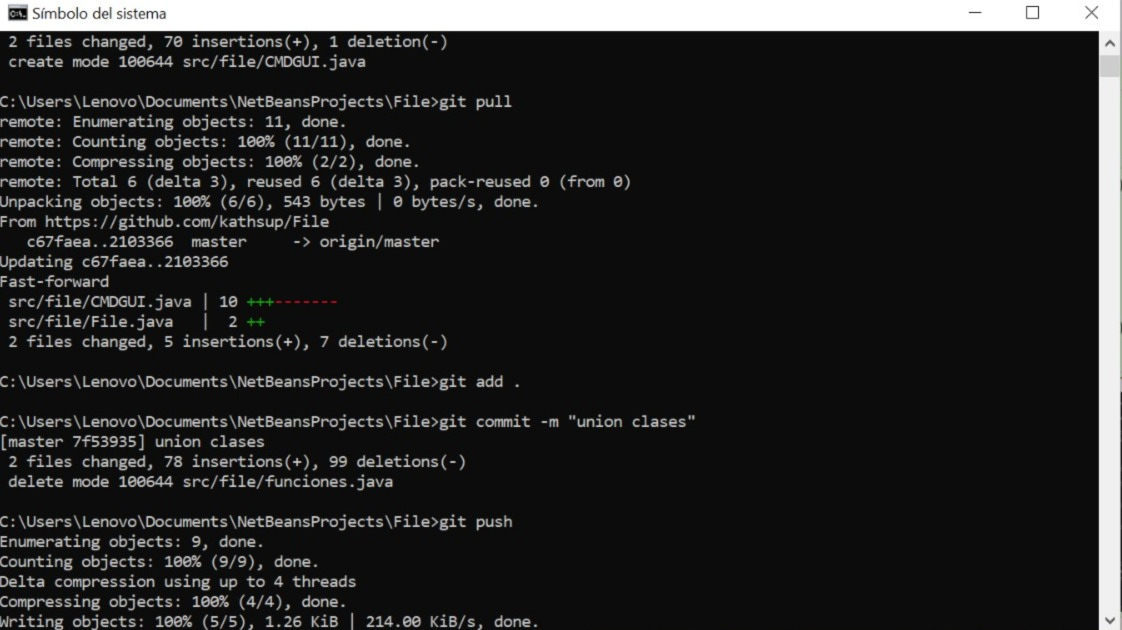 Símbolo del sistema
2 files changed, 70 insertions(+), 1 deletion(-)
create mode 100644 src/file/CMDGUI.java
C:\Users\Lenovo\Documents\NetBeansProjects\File>git pull
remote: Enumerating objects: 11, done.
remote: Counting objects: 100% (11/11), done.
remote: Compressing objects: 100% (2/2), done.
remote: Total 6 (delta 3), reused 6 (delta 3), pack-reused 0 (from 0)
Unpacking objects: 100% (6/6), 543 bytes | 0 bytes/s, done.
From https://github.com/kathsup/File
   c67faea..2103366  master     -> origin/master
Updating c67faea..2103366
Fast-forward
 src/file/CMDGUI.java | 10 +++-------
 src/file/File.java   |  2 ++
 2 files changed, 5 insertions(+), 7 deletions(-)
C:\Users\Lenovo\Documents\NetBeansProjects\File>git add .
C:\Users\Lenovo\Documents\NetBeansProjects\File>git commit -m "union clases"
[master 7f53935] union clases
 2 files changed, 78 insertions(+), 99 deletions(-)
 delete mode 100644 src/file/funciones.java
C:\Users\Lenovo\Documents\NetBeansProjects\File>git push
Enumerating objects: 9, done.
Counting objects: 100% (9/9), done.
Delta compression using up to 4 threads
Compressing objects: 100% (4/4), done.
Writing objects: 100% (5/5), 1.26 KiB | 214.00 KiB/s, done.